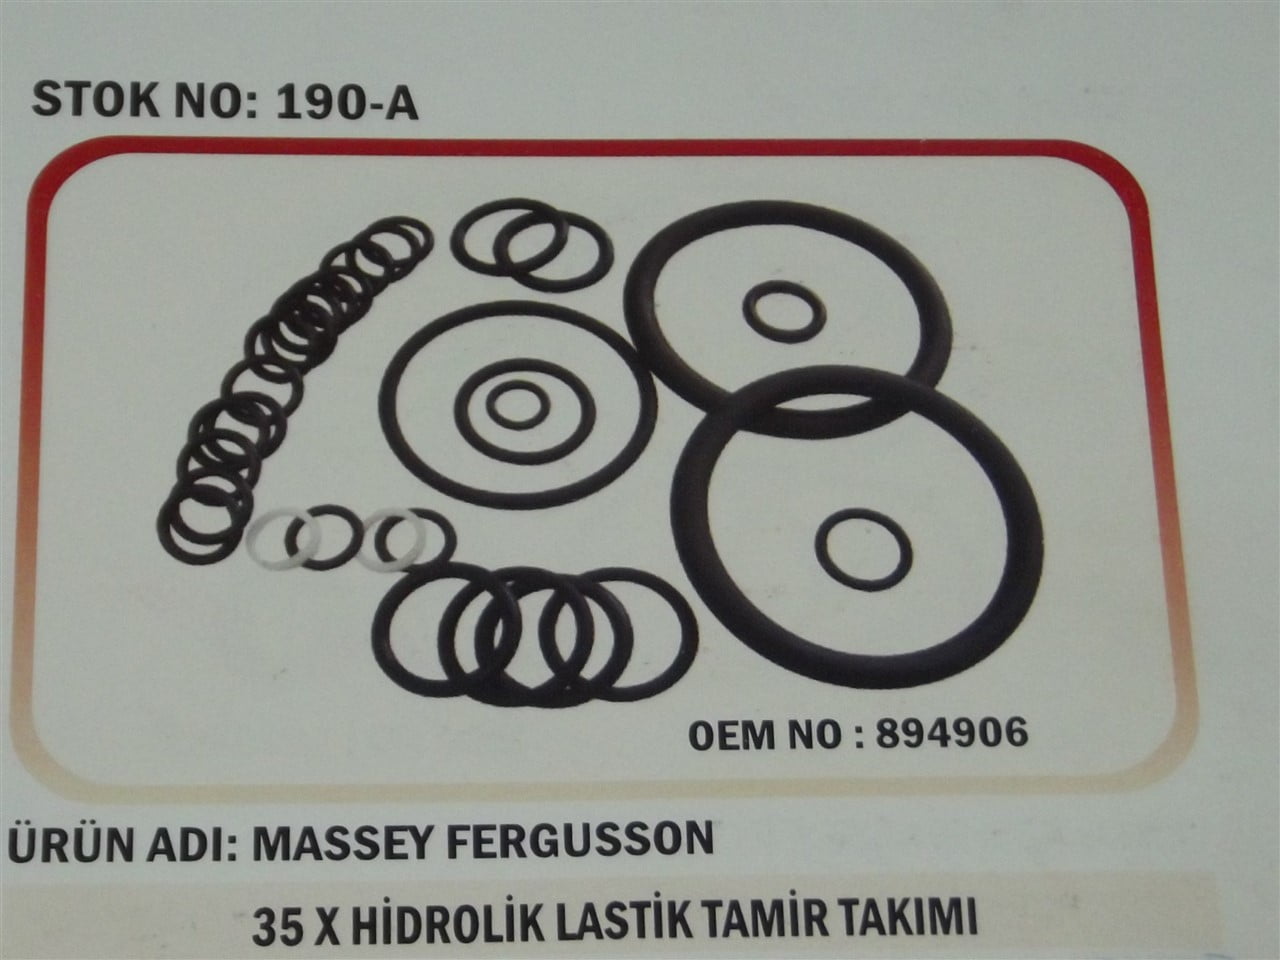 STOK NO: 190-A
OEM NO : 894906
ÜRÜN ADI: MASSEY FERGUSSON
35 X HİDROLİK LASTİK TAMİR TAKIMI